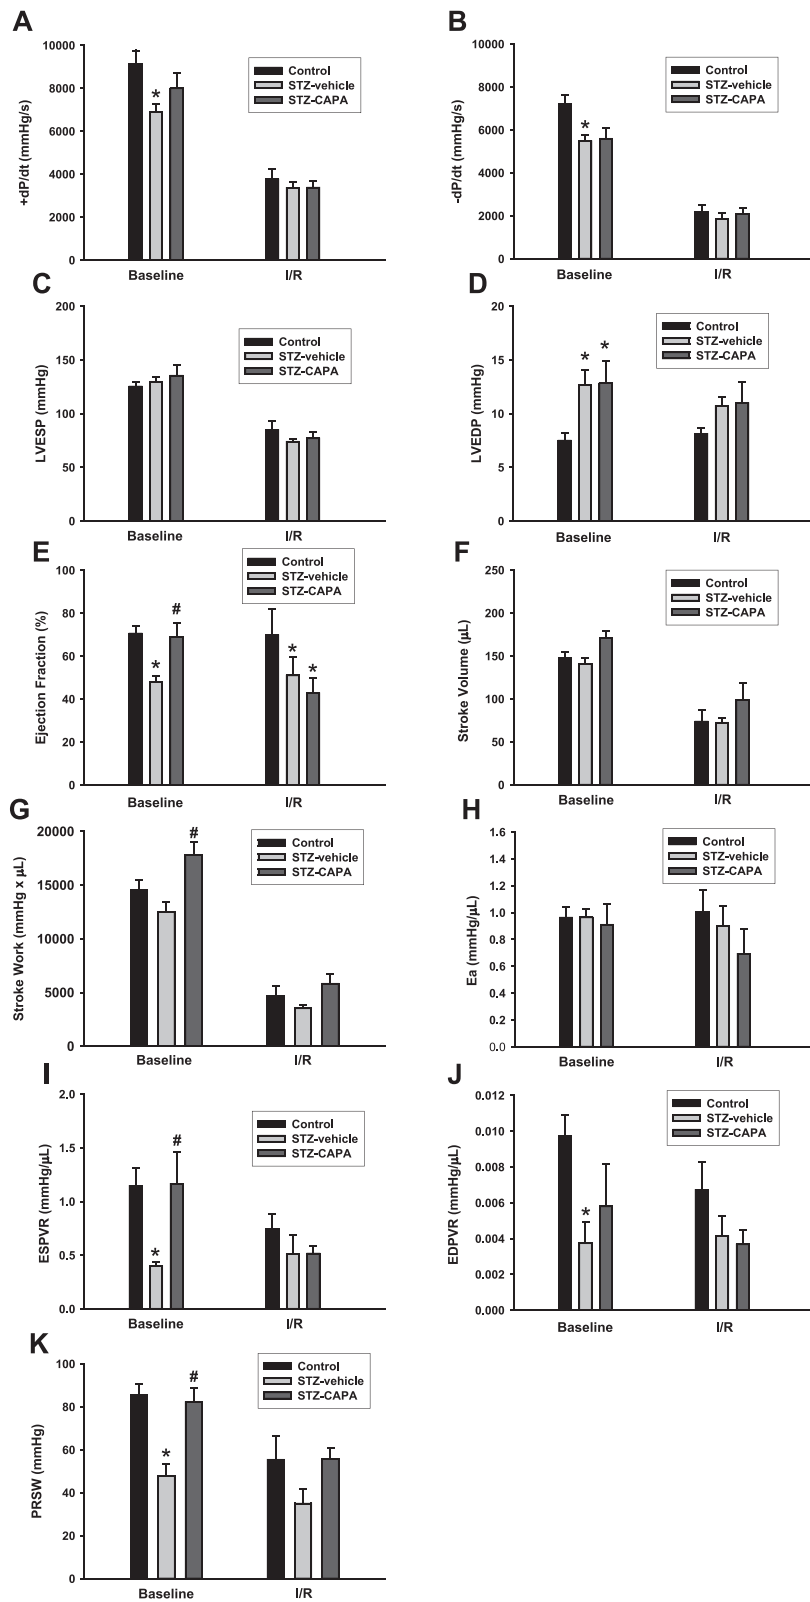 A
+dP/dt (mmHg/s)
10000
8000
6000
4000
2000
0
*
Control
STZ-vehicle
STZ-CAPA
Baseline
I/R
B
-dP/dt (mmHg/s)
10000
8000
6000
4000
2000
0
*
Control
STZ-vehicle
STZ-CAPA
Baseline
I/R
C
LVESP (mmHg)
200
150
100
50
0
Control
STZ-vehicle
STZ-CAPA
Baseline
I/R
D
LVEDP (mmHg)
20
15
10
5
0
* *
Control
STZ-vehicle
STZ-CAPA
Baseline
I/R
E
Ejection Fraction (%)
100
80
60
40
20
0
* #
* *
Control
STZ-vehicle
STZ-CAPA
Baseline
I/R
F
Stroke Volume (μL)
250
200
150
100
50
0
Control
STZ-vehicle
STZ-CAPA
Baseline
I/R
G
Stroke Work (mmHg x μL)
20000
15000
10000
5000
0
#
Control
STZ-vehicle
STZ-CAPA
Baseline
I/R
H
Ea (mmHg/μL)
1.6
1.4
1.2
1.0
0.8
0.6
0.4
0.2
0.0
Control
STZ-vehicle
STZ-CAPA
Baseline
I/R
I
ESPVR (mmHg/μL)
2.0
1.5
1.0
0.5
0.0
* #
Control
STZ-vehicle
STZ-CAPA
Baseline
I/R
J
EDPVR (mmHg/μL)
0.012
0.010
0.008
0.006
0.004
0.002
0.000
*
Control
STZ-vehicle
STZ-CAPA
Baseline
I/R
K
PRSW (mmHg)
100
80
60
40
20
0
* #
Control
STZ-vehicle
STZ-CAPA
Baseline
I/R